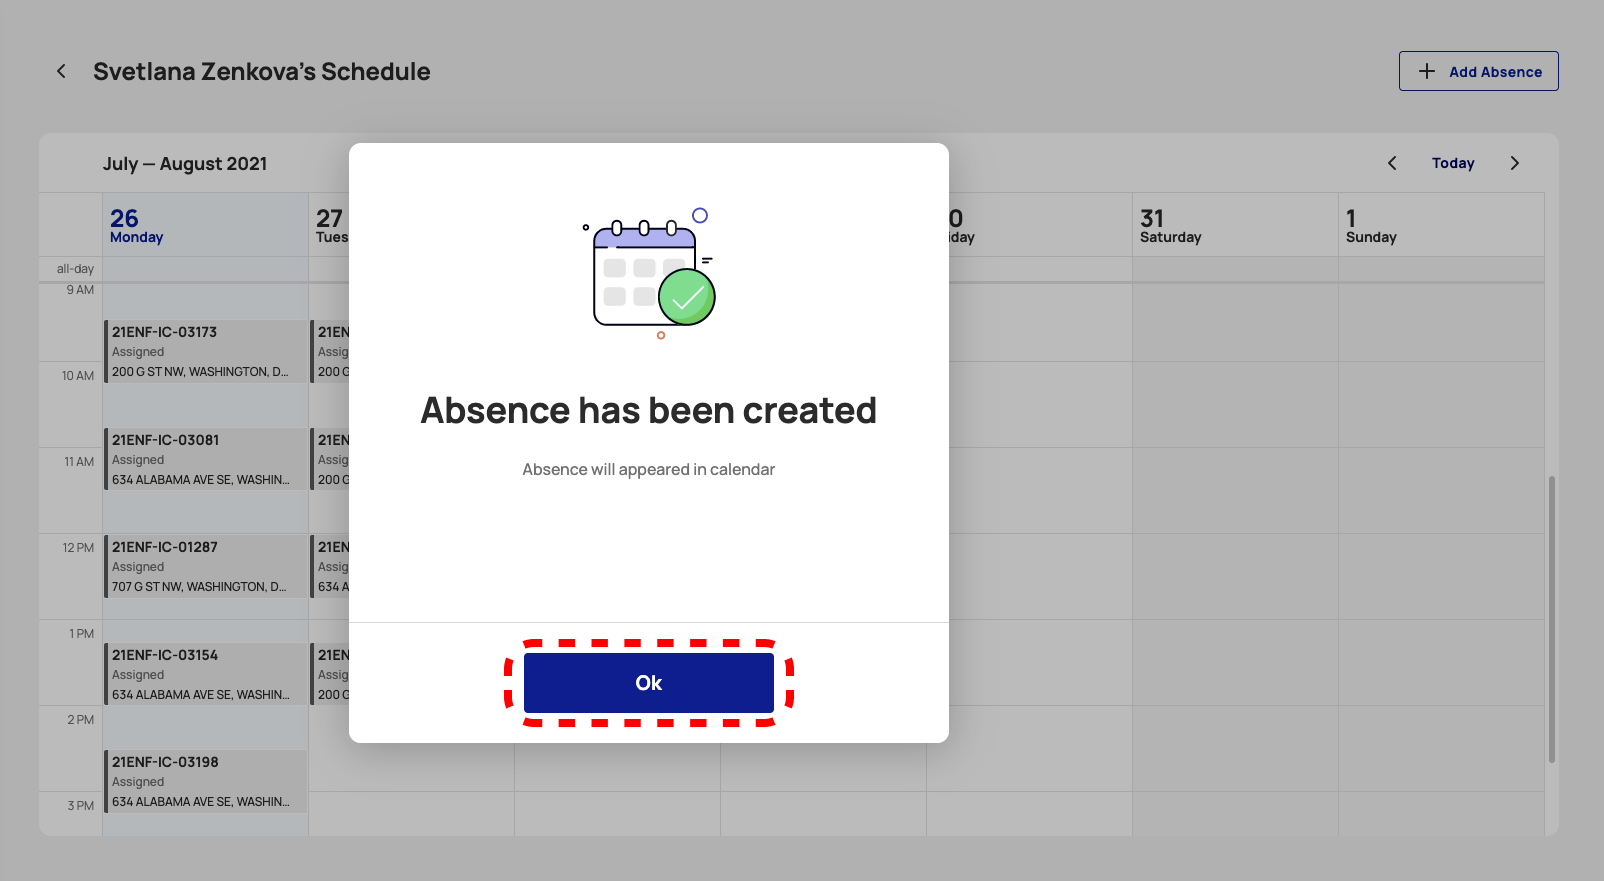 Svetlana Zenkova's Schedule
Add Absence
July — August 2021
Today
26
Monday
27
Tues
0
iday
31
Saturday
1
Sunday
all-day
9 AM
10 AM
11 AM
12 PM
1 PM
2 PM
3 PM
21ENF-IC-03173
Assigned
200 G ST NW, WASHINGTON, D...
21ENF-IC-03081
Assigned
634 ALABAMA AVE SE, WASHIN...
21ENF-IC-01287
Assigned
707 G ST NW, WASHINGTON, D...
21ENF-IC-03154
Assigned
634 ALABAMA AVE SE, WASHIN...
21ENF-IC-03198
Assigned
634 ALABAMA AVE SE, WASHIN...
21EN
Assig
200 G
21EN
Assig
200 G
21EN
Assig
634 A
21EN
Assig
200 G
Absence has been created
Absence will appeared in calendar
Ok